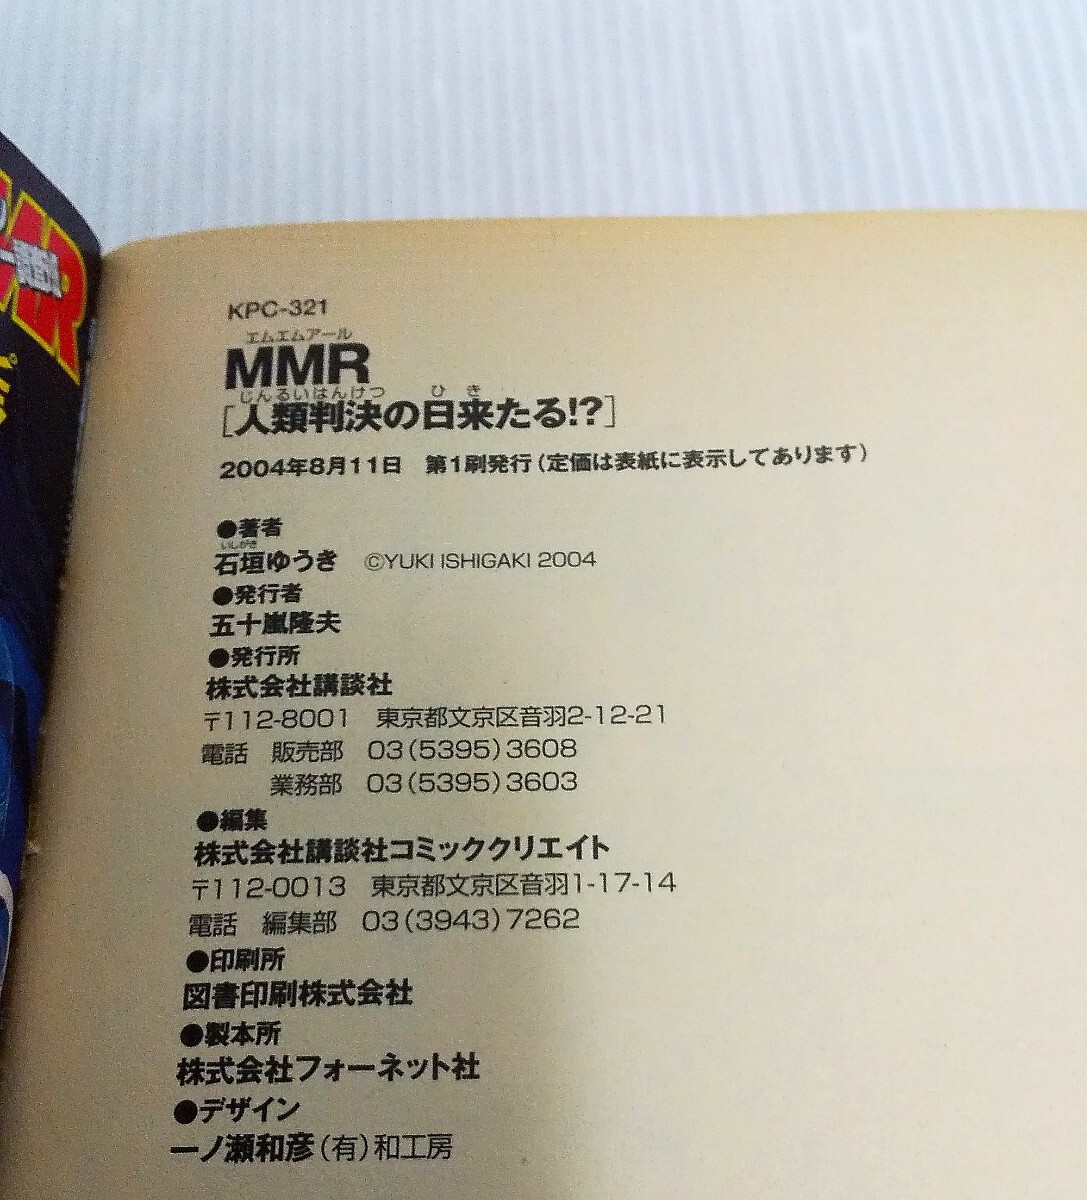 KPC-321
エムエムアール
MMR
じんるいはんけつ ひ き
[人類判決の日来たる!?]
2004年8月11日 第1刷発行(定価は表紙に表示してあります)
●著者
いしがき
石垣ゆうき ©YUKI ISHIGAKI 2004
●発行者
五十嵐隆夫
●発行所
株式会社講談社
〒112-8001 東京都文京区音羽2-12-21
電話 販売部 03(5395)3608
業務部 03(5395)3603
●編集
株式会社講談社コミッククリエイト
〒112-0013 東京都文京区音羽1-17-14
電話 編集部 03(3943)7262
●印刷所
図書印刷株式会社
●製本所
株式会社フォーネット社
●デザイン
一ノ瀬和彦(有)和工房